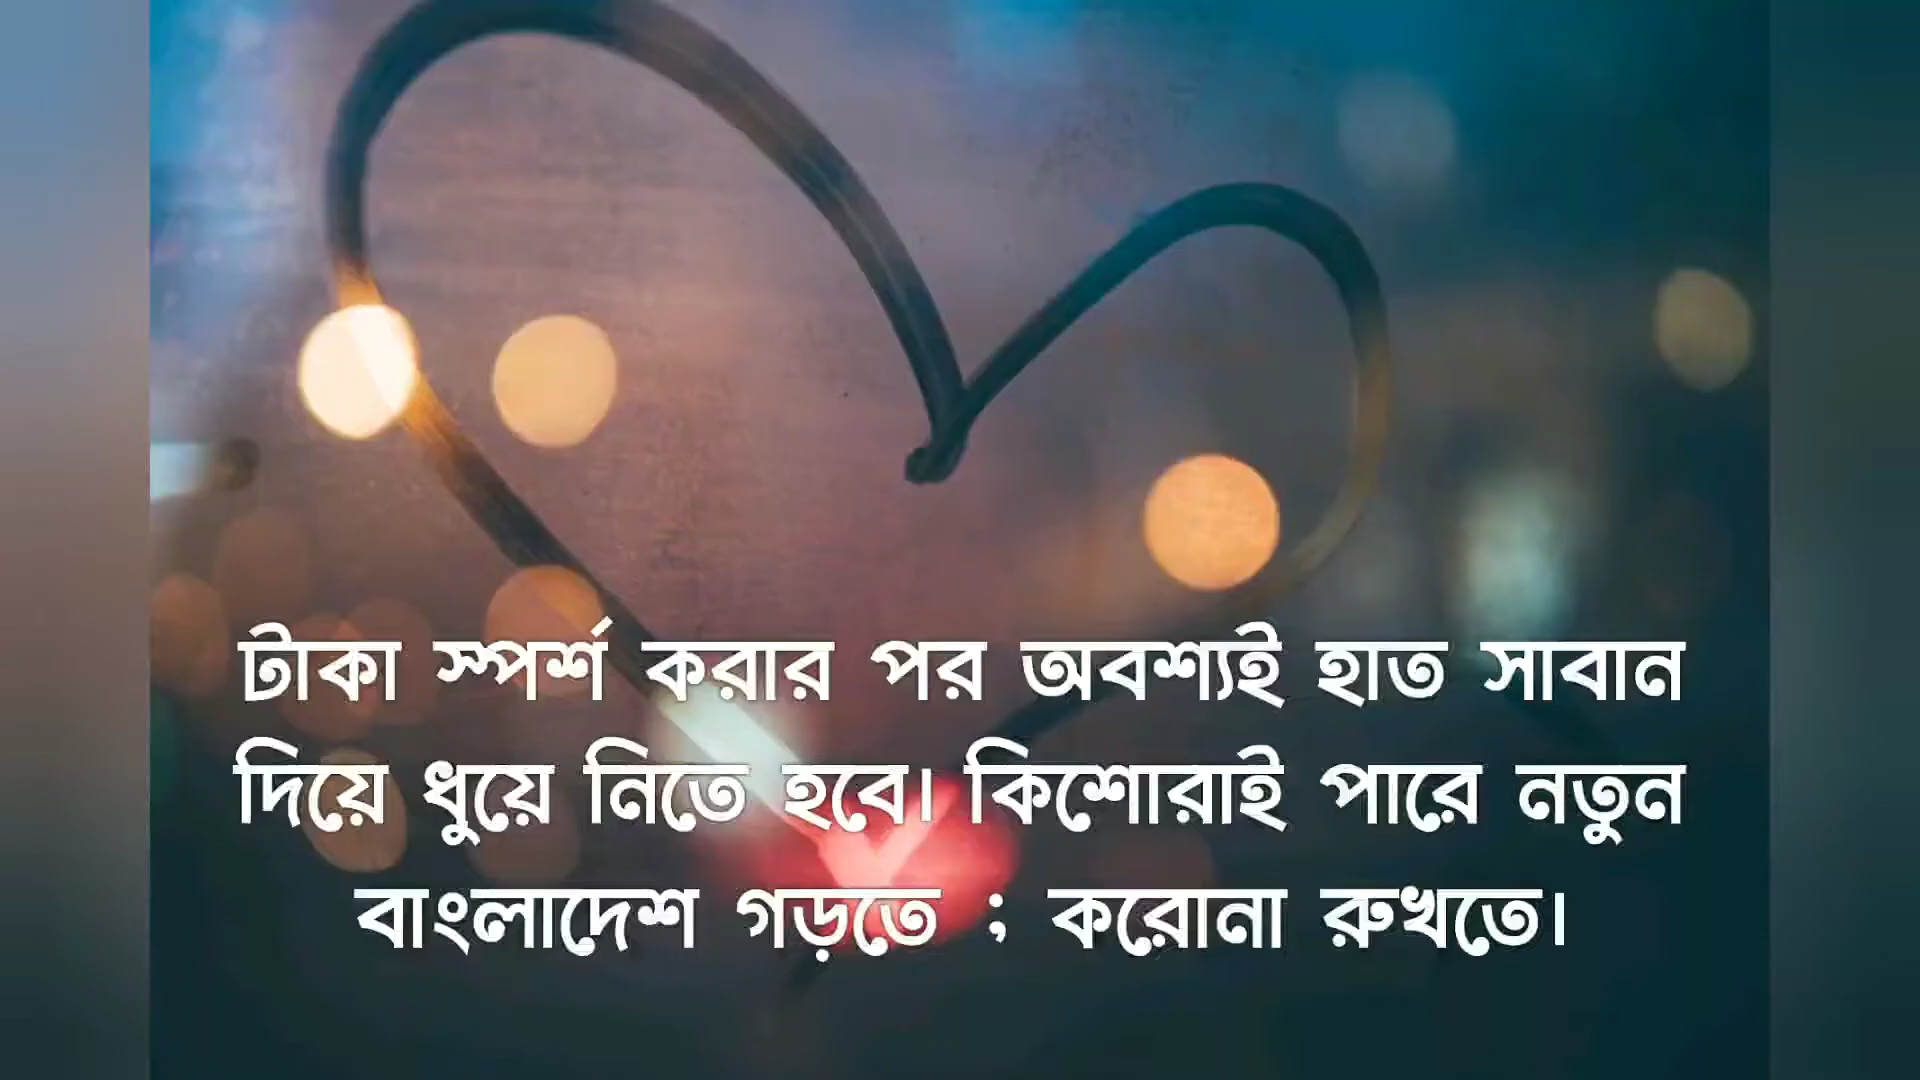 টাকা স্পর্শ করার পর অবশ্যই হাত সাবান
দিয়ে ধুয়ে নিতে হবে। কিশোরাই পারে নতুন
বাংলাদেশ গড়তে ; করোনা রুখতে।